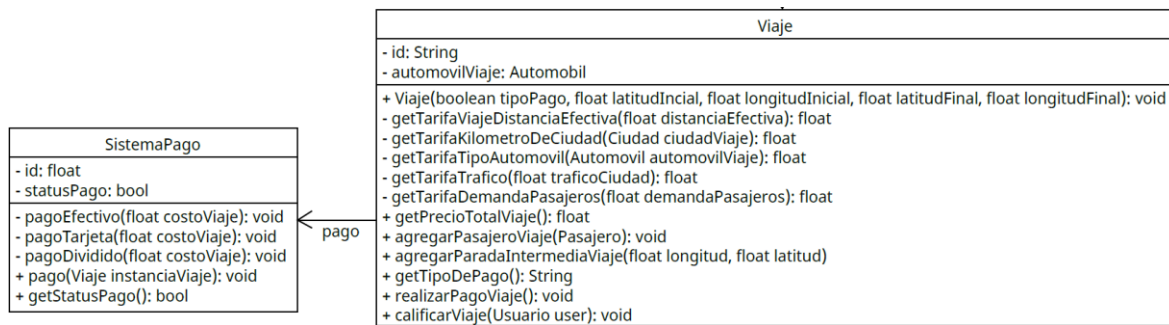 Viaje
- id: String
- automovilViaje: Automobil
+ Viaje(boolean tipoPago, float latitudIncial, float longitudInicial, float latitudFinal, float longitudFinal): void
- getTarifaViajeDistanciaEfectiva(float distanciaEfectiva): float
- getTarifaKilometroDeCiudad(Ciudad ciudadViaje): float
- getTarifaTipoAutomovil(Automovil automovilViaje): float
- getTarifaTrafico(float traficoCiudad): float
- getTarifaDemandaPasajeros(float demandaPasajeros): float
+ getPrecioTotalViaje(): float
+ agregarPasajeroViaje(Pasajero): void
+ agregarParadaIntermediaViaje(float longitud, float latitud)
+ getTipoDePago(): String
+ realizarPagoViaje(): void
+ calificarViaje(Usuario user): void
SistemaPago
- id: float
- statusPago: bool
- pagoEfectivo(float costoViaje): void
- pagoTarjeta(float costoViaje): void
- pagoDividido(float costoViaje): void
+ pago(Viaje instanciaViaje): void
+ getStatusPago(): bool
pago